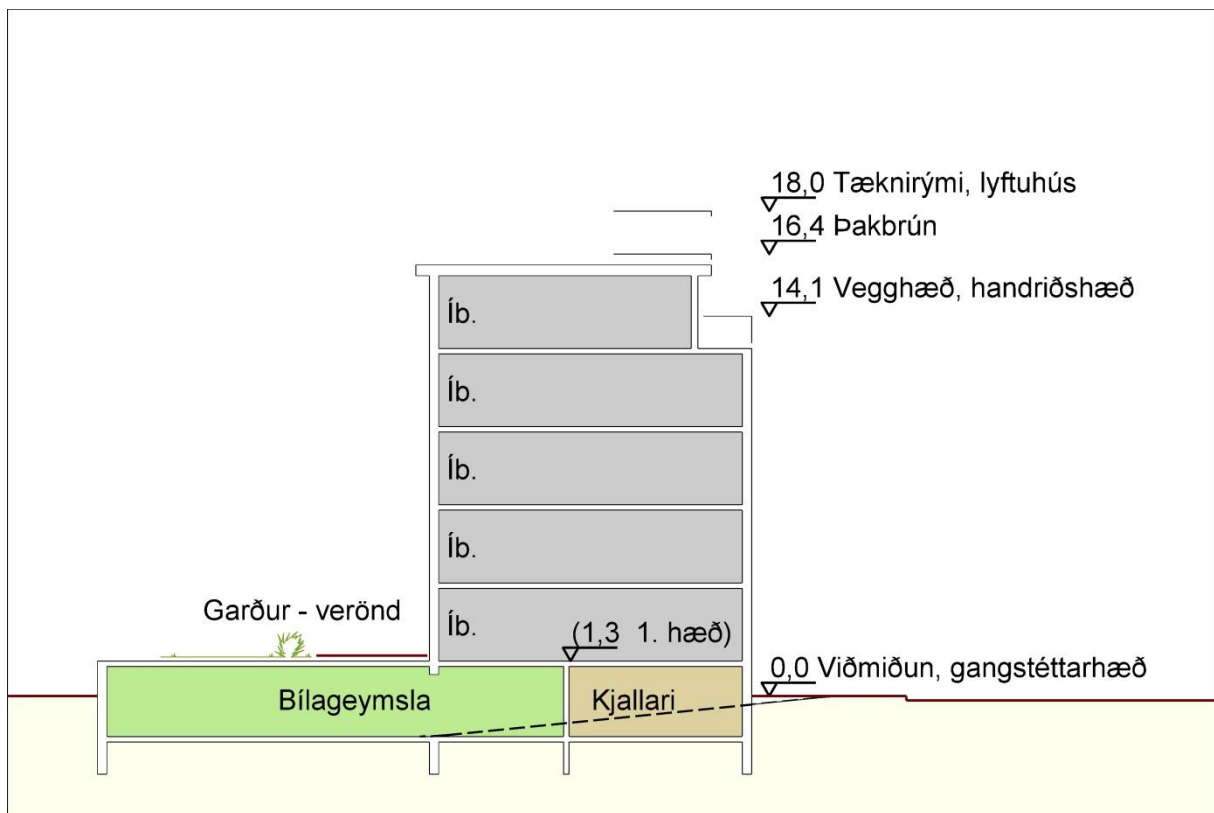 18,0 Tæknirými, lyftuhús
16,4 Þakbrún
14,1 Vegghæð, handriðshæð
Íb.
Íb.
Íb.
Íb.
Garður - verönd
Íb.
(1,3 1. hæð)
0,0 Viðmiðun, gangstéttarhæð
Bílageymsla
Kjallari